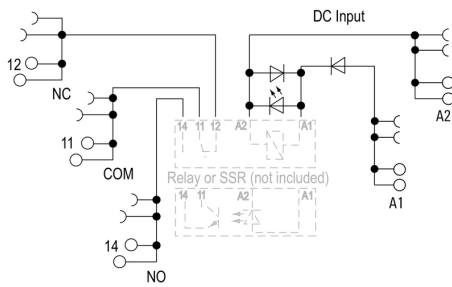 DC Input
12
NC
A2
11
COM
14 11 12 A2 A1
Relay or SSR (not included)
14 11 A2 A1
A1
14
NO